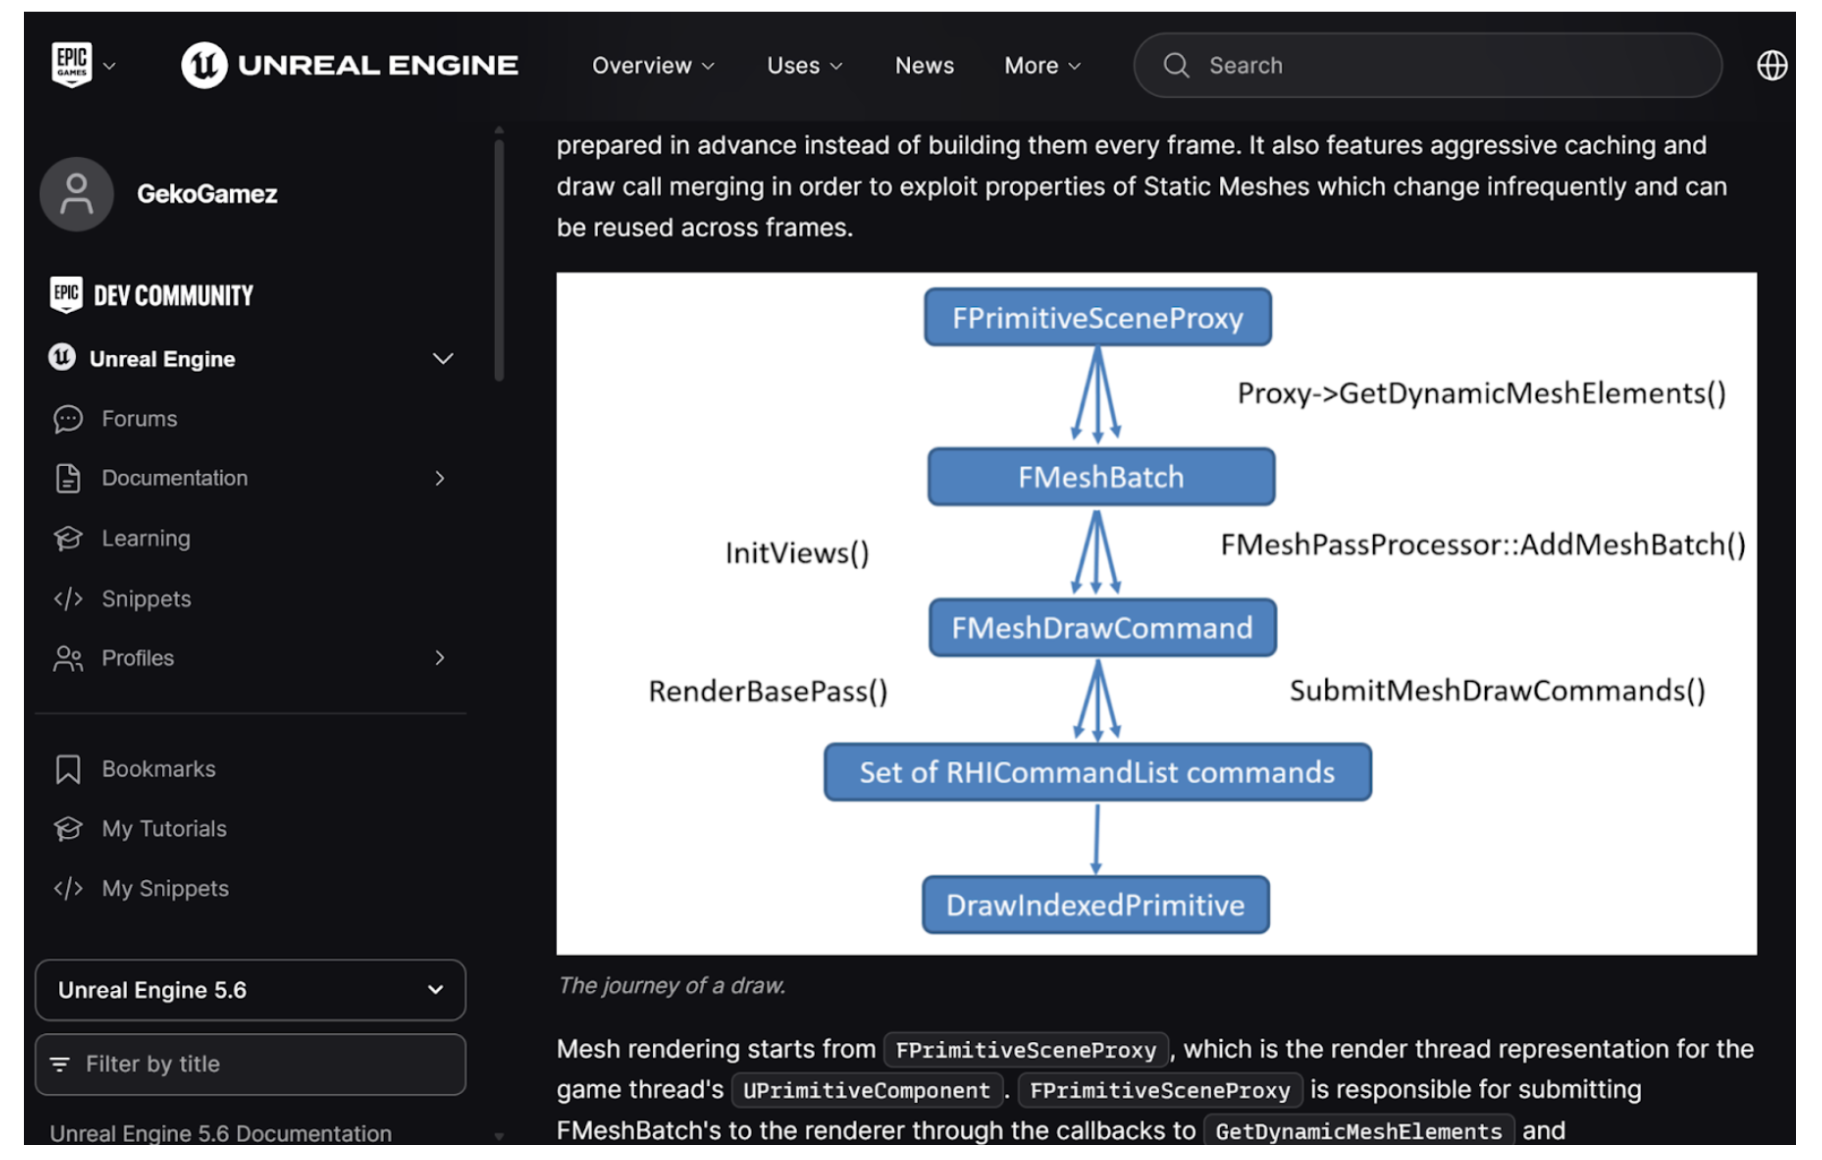 EPIC GAMES
UNREAL ENGINE
Overview
Uses
News
More
Search
GekoGamez
EPIC DEV COMMUNITY
Unreal Engine
Forums
Documentation
Learning
Snippets
Profiles
Bookmarks
My Tutorials
My Snippets
Unreal Engine 5.6
Filter by title
Unreal Engine 5.6 Documentation
prepared in advance instead of building them every frame. It also features aggressive caching and
draw call merging in order to exploit properties of Static Meshes which change infrequently and can
be reused across frames.
FPrimitiveSceneProxy
Proxy->GetDynamicMeshElements()
FMeshBatch
InitViews()
FMeshPassProcessor::AddMeshBatch()
FMeshDrawCommand
RenderBasePass()
SubmitMeshDrawCommands()
Set of RHICommandList commands
DrawIndexedPrimitive
The journey of a draw.
Mesh rendering starts from FPrimitiveSceneProxy, which is the render thread representation for the
game thread's UPrimitiveComponent. FPrimitiveSceneProxy is responsible for submitting
FMeshBatch's to the renderer through the callbacks to GetDynamicMeshElements and